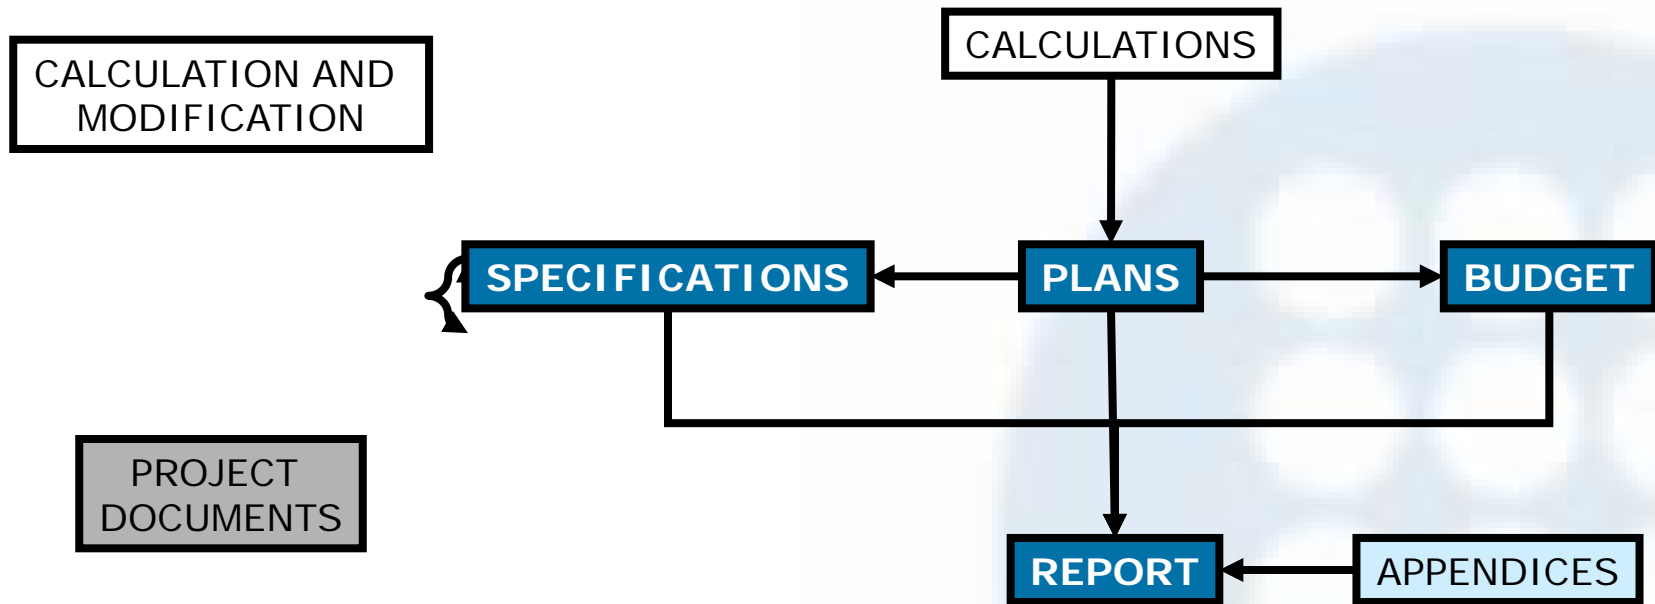 CALCULATIONS
CALCULATION AND
MODIFICATION
SPECIFICATIONS
PLANS
BUDGET
PROJECT
DOCUMENTS
REPORT
APPENDICES